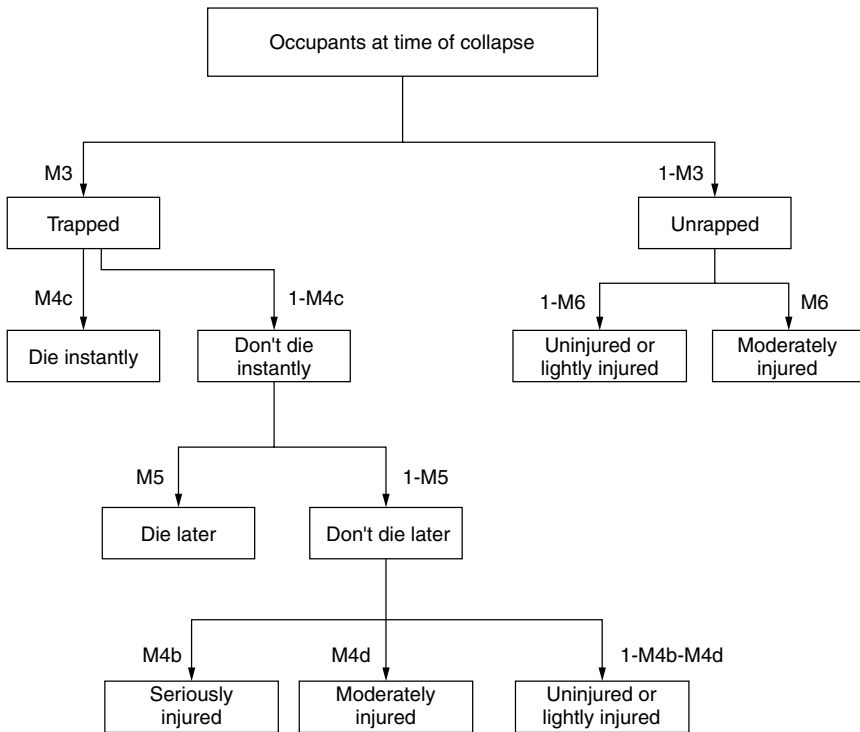 Occupants at time of collapse
M3
1-M3
Trapped
Unrapped
M4c
1-M4c
1-M6
M6
Die instantly
Don't die
instantly
Uninjured or
lightly injured
Moderately
injured
M5
1-M5
Die later
Don't die later
M4b
M4d
1-M4b-M4d
Seriously
injured
Moderately
injured
Uninjured or
lightly injured